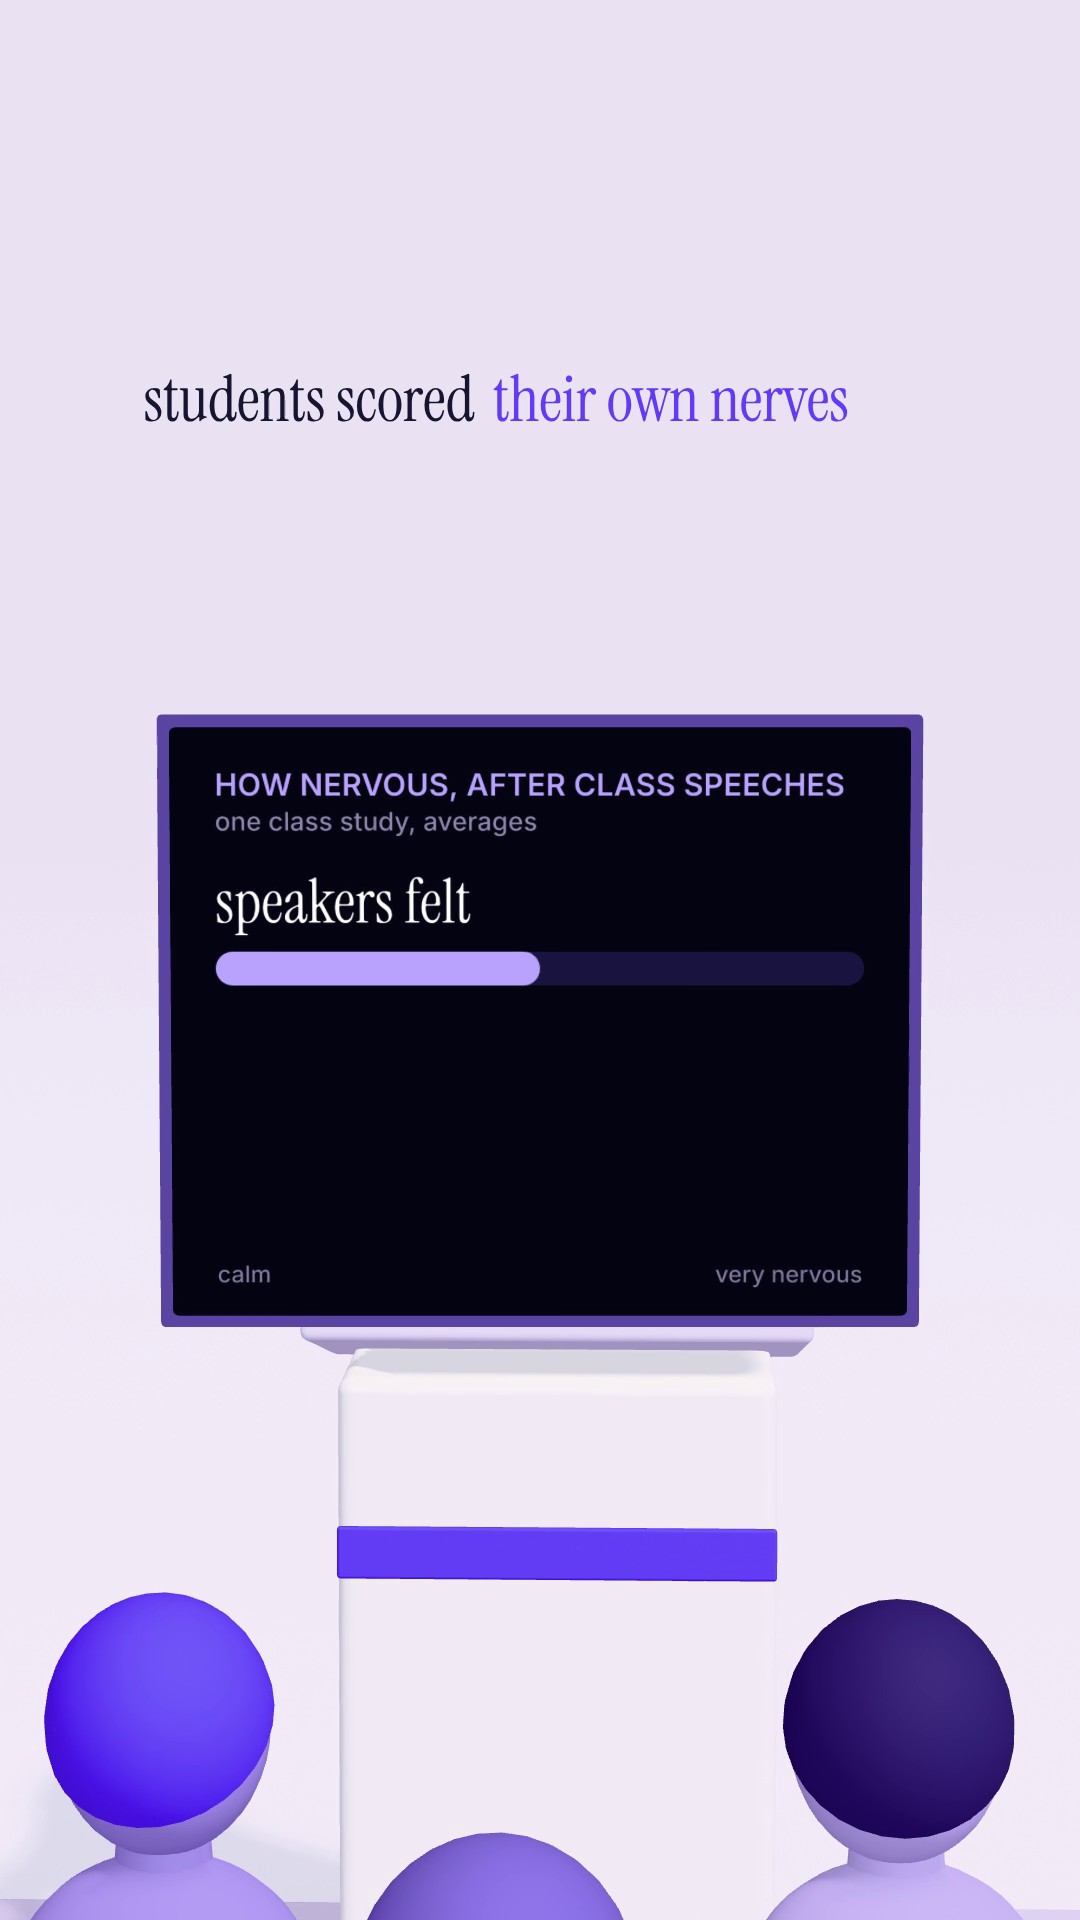 students scored their own nerves
HOW NERVOUS, AFTER CLASS SPEECHES
one class study, averages
speakers felt
calm very nervous